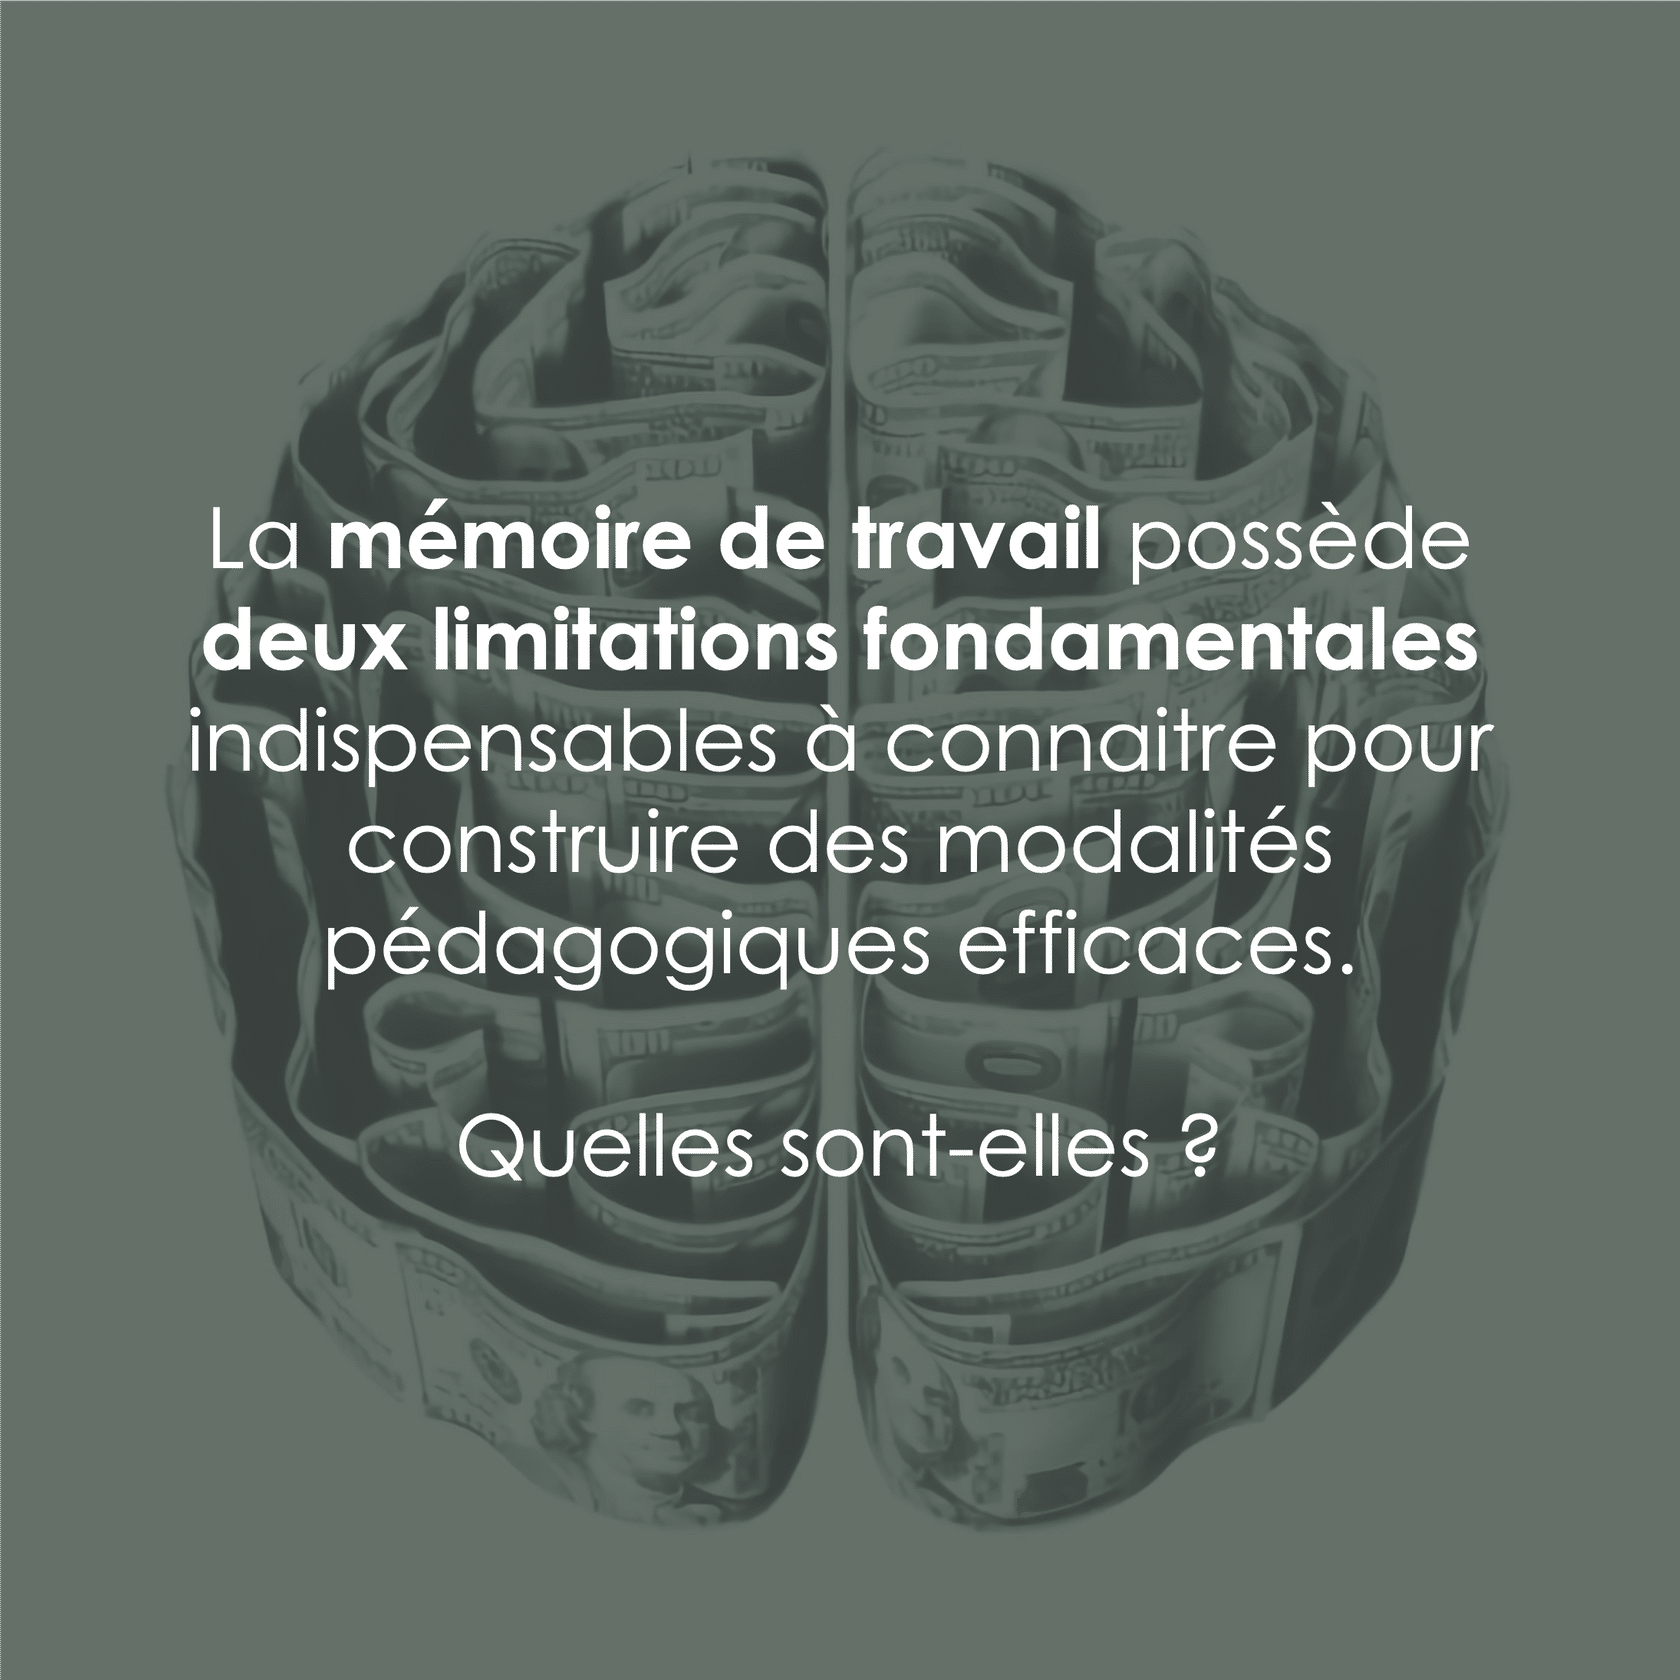 La mémoire de travail possède
deux limitations fondamentales
indispensables à connaitre pour
construire des modalités
pédagogiques efficaces.
Quelles sont-elles ?